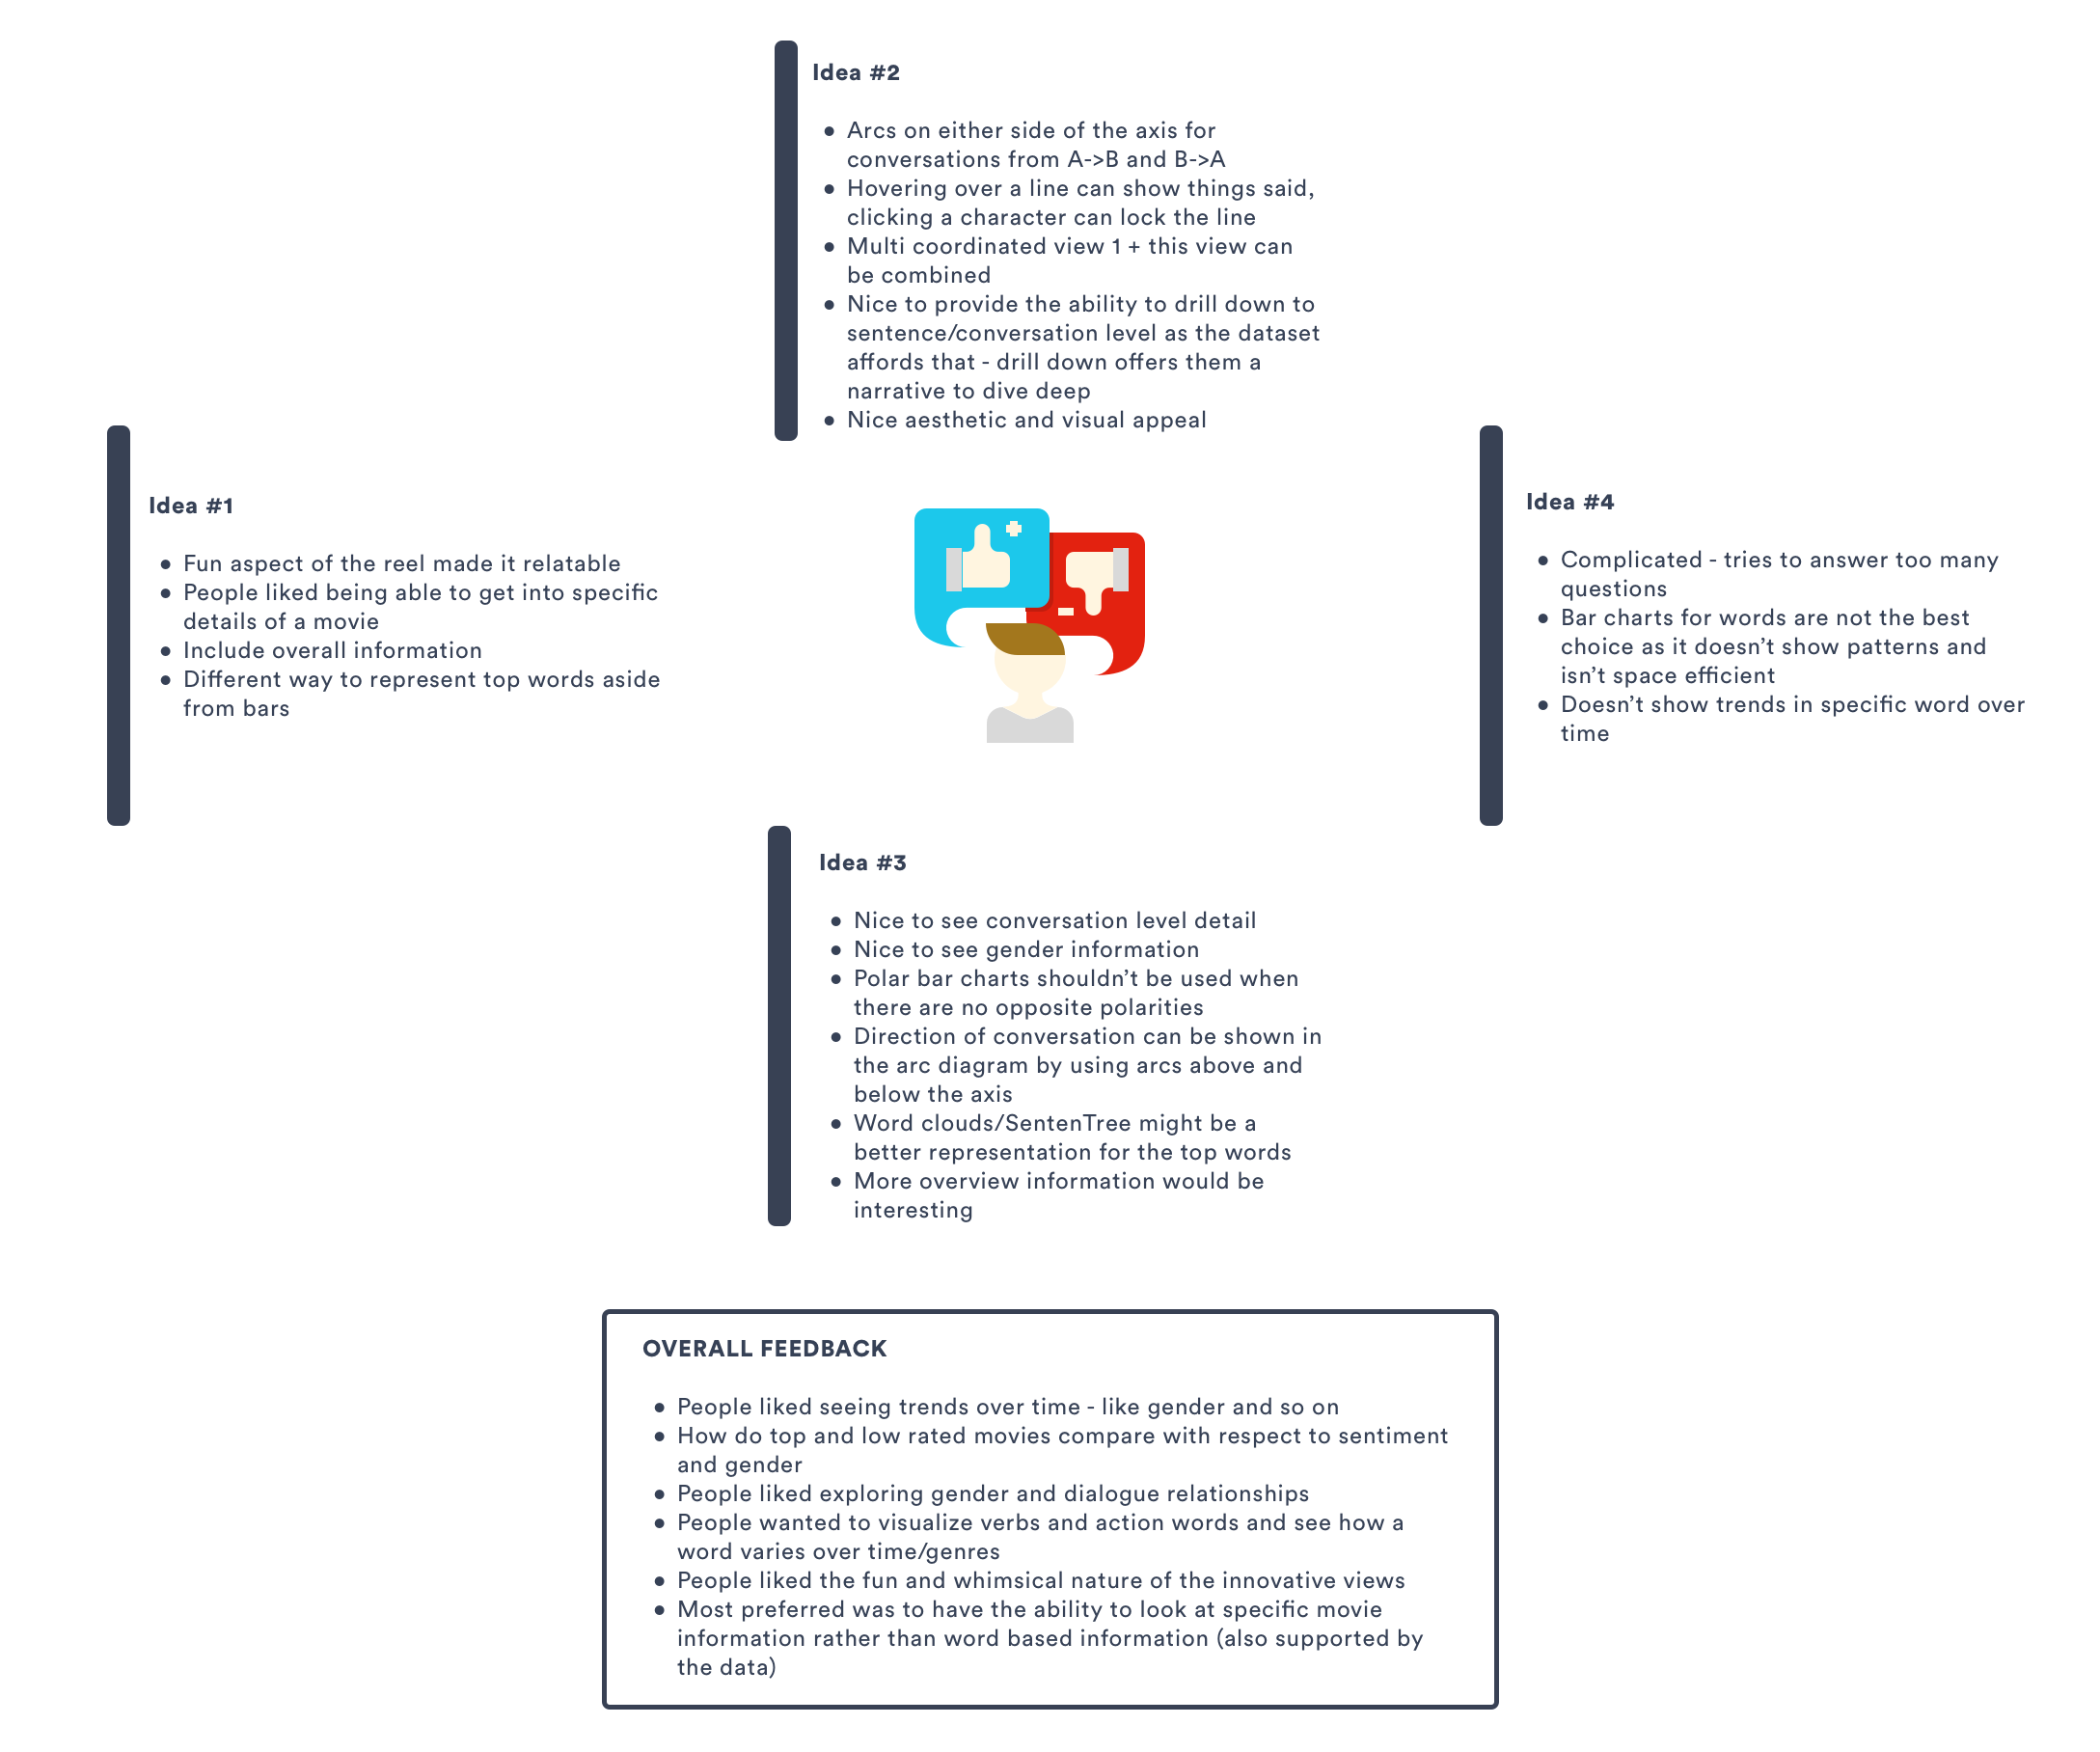 Idea #2
• Arcs on either side of the axis for
conversations from A->B and B->A
• Hovering over a line can show things said,
clicking a character can lock the line
• Multi coordinated view 1 + this view can
be combined
• Nice to provide the ability to drill down to
sentence/conversation level as the dataset
affords that - drill down offers them a
narrative to dive deep
• Nice aesthetic and visual appeal
Idea #1
• Fun aspect of the reel made it relatable
• People liked being able to get into specific
details of a movie
• Include overall information
• Different way to represent top words aside
from bars
Idea #4
• Complicated - tries to answer too many
questions
• Bar charts for words are not the best
choice as it doesn’t show patterns and
isn’t space efficient
• Doesn’t show trends in specific word over
time
Idea #3
• Nice to see conversation level detail
• Nice to see gender information
• Polar bar charts shouldn’t be used when
there are no opposite polarities
• Direction of conversation can be shown in
the arc diagram by using arcs above and
below the axis
• Word clouds/SentenTree might be a
better representation for the top words
• More overview information would be
interesting
OVERALL FEEDBACK
• People liked seeing trends over time - like gender and so on
• How do top and low rated movies compare with respect to sentiment
and gender
• People liked exploring gender and dialogue relationships
• People wanted to visualize verbs and action words and see how a
word varies over time/genres
• People liked the fun and whimsical nature of the innovative views
• Most preferred was to have the ability to look at specific movie
information rather than word based information (also supported by
the data)